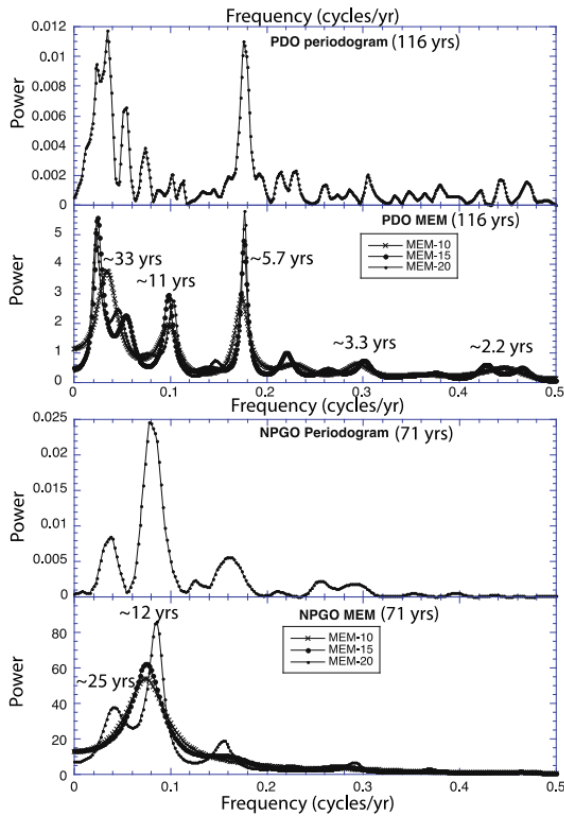 Frequency (cycles/yr)
0.012
PDO periodogram (116 yrs)
0.01
0.008
Power
0.006
0.004
0.002
0
PDO MEM (116 yrs)
5
MEM-10
MEM-15
MEM-20
~33 yrs
~5.7 yrs
4
~11 yrs
Power
3
2
~3.3 yrs
~2.2 yrs
1
0
0 0.1 0.2 0.3 0.4 0.5
Frequency (cycles/yr)
0.025
NPGO Periodogram (71 yrs)
0.02
Power
0.015
0.01
0.005
0
~12 yrs
NPGO MEM (71 yrs)
80
MEM-10
MEM-15
MEM-20
Power
60
~25 yrs
40
20
0
0 0.1 0.2 0.3 0.4 0.5
Frequency (cycles/yr)